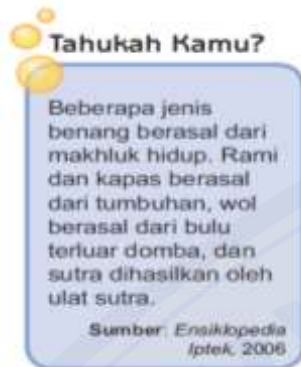 Tahukah Kamu?
Beberapa jenis
benang berasal dari
makhluk hidup. Rami
dan kapas berasal
dari tumbuhan, wol
berasal dari bulu
terluar domba, dan
sutra dihasilkan oleh
ulat sutra.
Sumber: Ensiklopedia
Iptek, 2006